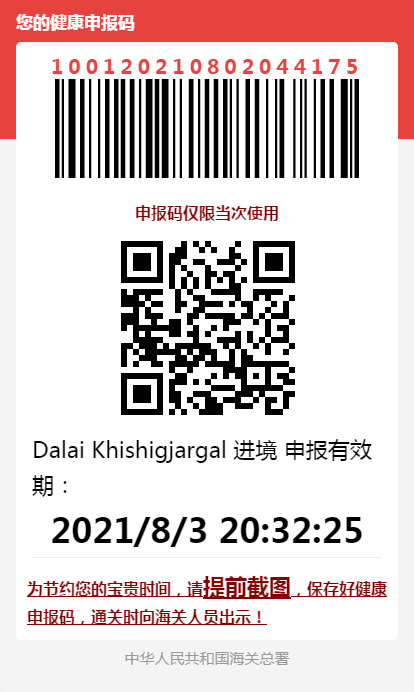 您的健康申报码
100120210802044175
申报码仅限当次使用
Dalai Khishigjargal 进境 申报有效
期：
2021/8/3 20:32:25
为节约您的宝贵时间，请提前截图，保存好健康
申报码，通关时向海关人员出示！
中华人民共和国海关总署